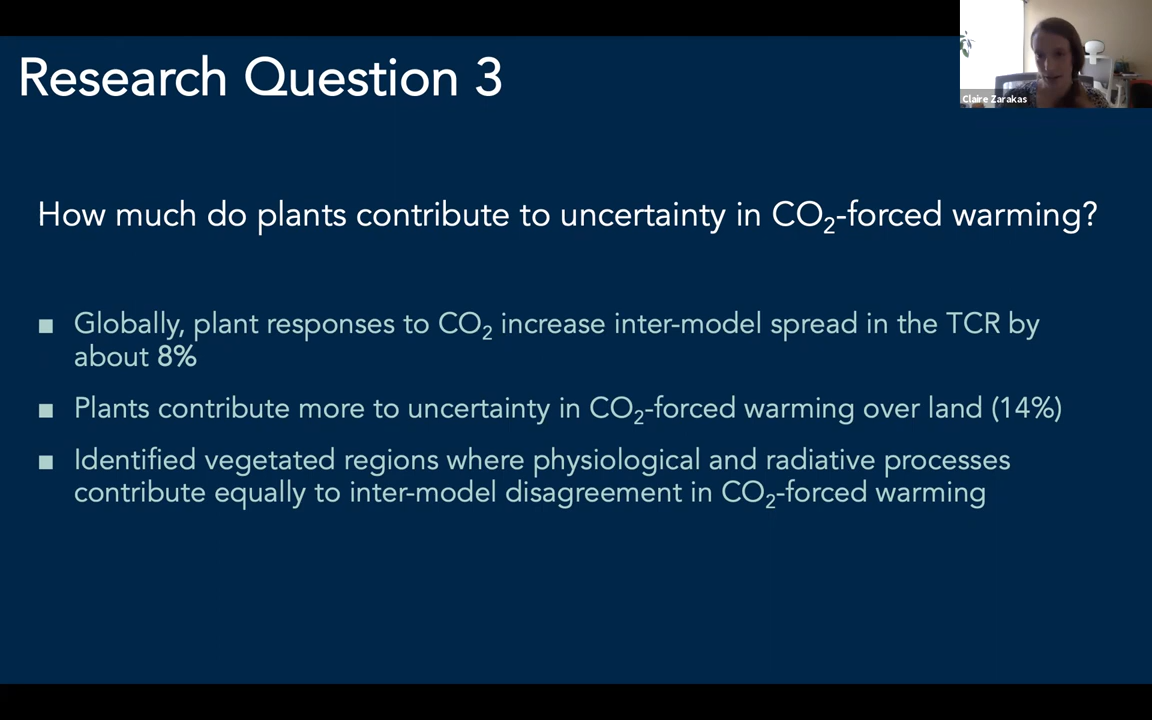 Research Question 3
Claire Zarakas
How much do plants contribute to uncertainty in CO₂-forced warming?
■ Globally, plant responses to CO₂ increase inter-model spread in the TCR by
about 8%
■ Plants contribute more to uncertainty in CO₂-forced warming over land (14%)
■ Identified vegetated regions where physiological and radiative processes
contribute equally to inter-model disagreement in CO₂-forced warming